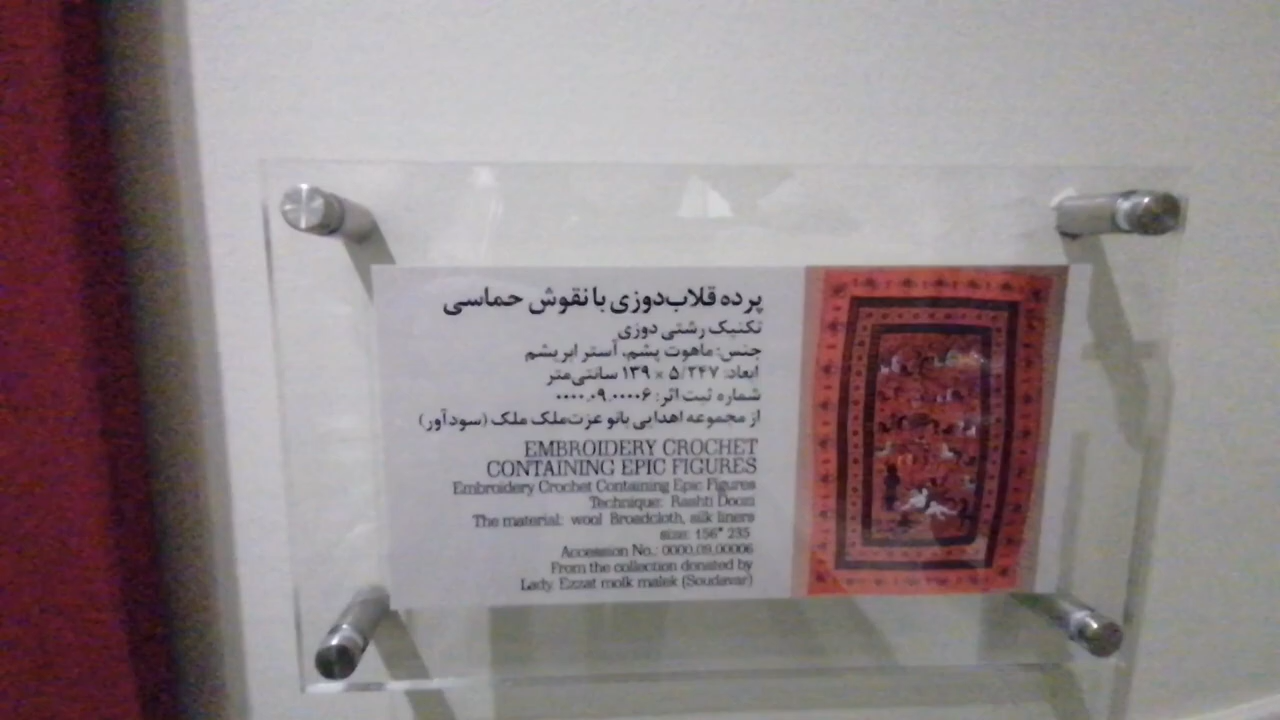 پرده قلاب‌دوزی با نقوش حماسی
تکنیک رشتی دوزی
جنس: ماهوت پشم، آستر ابریشم
ابعاد: ۵/۲۴۷ × ۱۳۹ سانتی‌متر
شماره ثبت اثر: ۰۰۰۰.۰۹.۰۰۰۰۶
از مجموعه اهدایی بانو عزت‌ملک ملک (سودآور)
EMBROIDERY CROCHET
CONTAINING EPIC FIGURES
Embroidery Crochet Containing Epic Figures
Technique: Rashti Doozi
The material: wool Broadcloth, silk liners
size: 156* 235
Accession No.: 0000.09.00006
From the collection donated by
Lady. Ezzat molk malek (Soudavar)